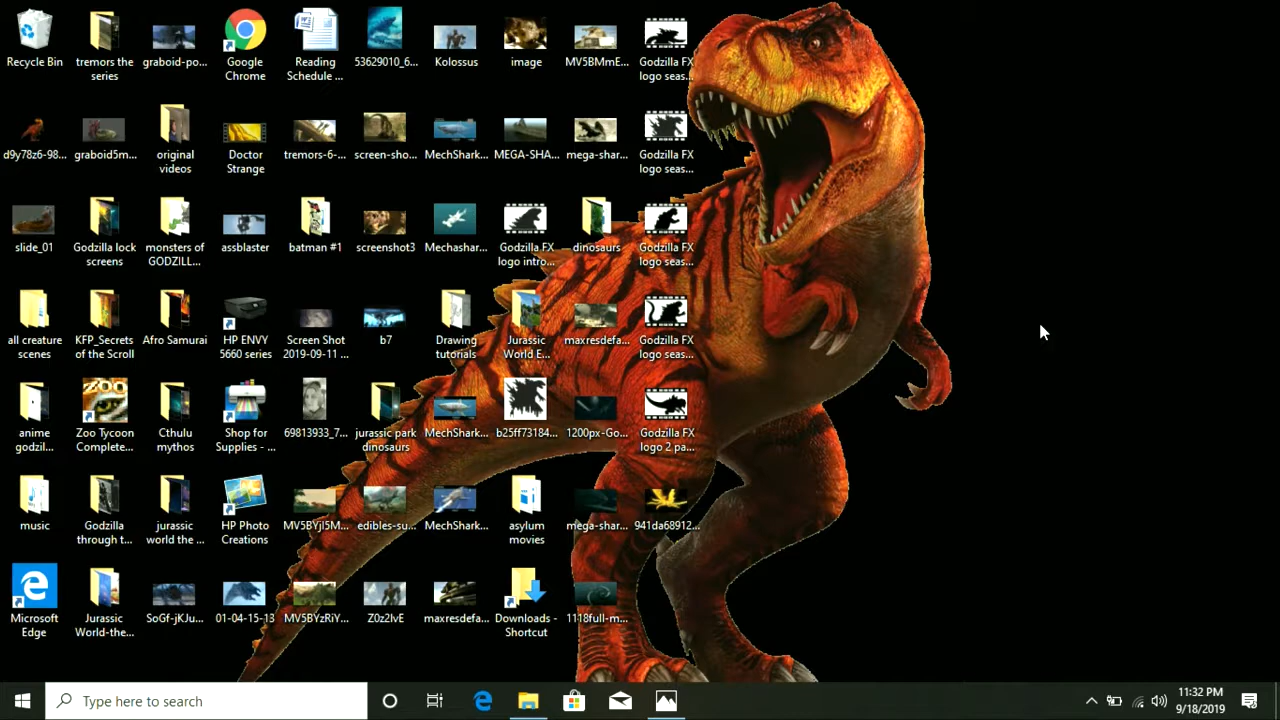 Recycle Bin
tremors the
series
graboid-po...
Google
Chrome
Reading
Schedule ...
53629010_6...
Kolossus
image
MV5BMmE...
Godzilla FX
logo seas...
d9y78z6-98...
graboid5m...
original
videos
Doctor
Strange
tremors-6-...
screen-sho...
MechShark...
MEGA-SHA...
mega-shar...
Godzilla FX
logo seas...
slide_01
Godzilla lock
screens
monsters of
GODZILL...
assblaster
batman #1
screenshot3
Mechashar...
Godzilla FX
logo intro...
dinosaurs
Godzilla FX
logo seas...
all creature
scenes
KFP_Secrets
of the Scroll
Afro Samurai
HP ENVY
5660 series
Screen Shot
2019-09-11 ...
b7
Drawing
tutorials
Jurassic
World E...
maxresdefa...
Godzilla FX
logo seas...
anime
godzil...
ZOO
Zoo Tycoon
Complete...
Cthulu
mythos
Shop for
Supplies - ...
69813933_7...
jurassic park
dinosaurs
MechShark...
b25ff73184...
1200px-Go...
Godzilla FX
logo 2 pa...
music
Godzilla
through t...
jurassic
world the ...
HP Photo
Creations
MV5BYjI5M...
edibles-su...
MechShark...
asylum
movies
mega-shar...
941da68912...
Microsoft
Edge
Jurassic
World-the...
SoGf-jKJu...
01-04-15-13
MV5BYzRiY...
Z0z2IvE
maxresdefa...
Downloads -
Shortcut
1118full-m...
Type here to search
11:32 PM
9/18/2019